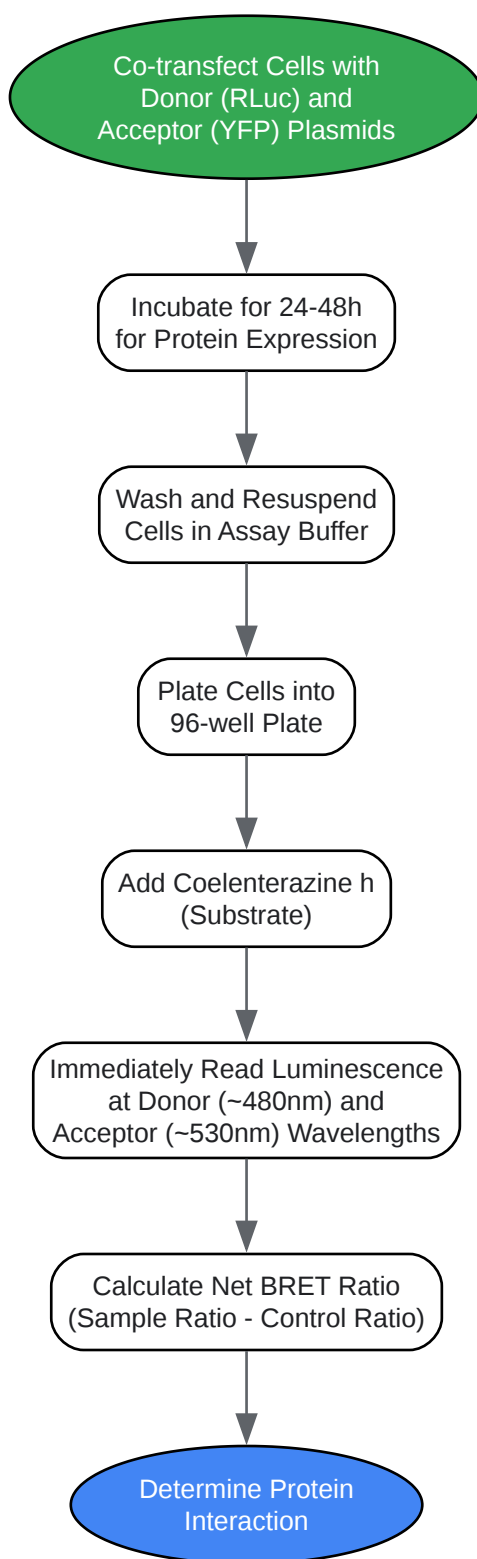 Co-transfect Cells with
Donor (RLuc) and
Acceptor (YFP) Plasmids
Incubate for 24-48h
for Protein Expression
Wash and Resuspend
Cells in Assay Buffer
Plate Cells into
96-well Plate
Add Coelenterazine h
(Substrate)
Immediately Read Luminescence
at Donor (~480nm) and
Acceptor (~530nm) Wavelengths
Calculate Net BRET Ratio
(Sample Ratio - Control Ratio)
Determine Protein
Interaction